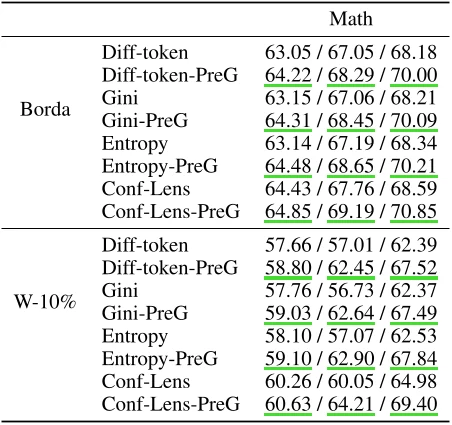 Math
Borda
Diff-token 63.05 / 67.05 / 68.18
Diff-token-PreG 64.22 / 68.29 / 70.00
Gini 63.15 / 67.06 / 68.21
Gini-PreG 64.31 / 68.45 / 70.09
Entropy 63.14 / 67.19 / 68.34
Entropy-PreG 64.48 / 68.65 / 70.21
Conf-Lens 64.43 / 67.76 / 68.59
Conf-Lens-PreG 64.85 / 69.19 / 70.85
W-10%
Diff-token 57.66 / 57.01 / 62.39
Diff-token-PreG 58.80 / 62.45 / 67.52
Gini 57.76 / 56.73 / 62.37
Gini-PreG 59.03 / 62.64 / 67.49
Entropy 58.10 / 57.07 / 62.53
Entropy-PreG 59.10 / 62.90 / 67.84
Conf-Lens 60.26 / 60.05 / 64.98
Conf-Lens-PreG 60.63 / 64.21 / 69.40